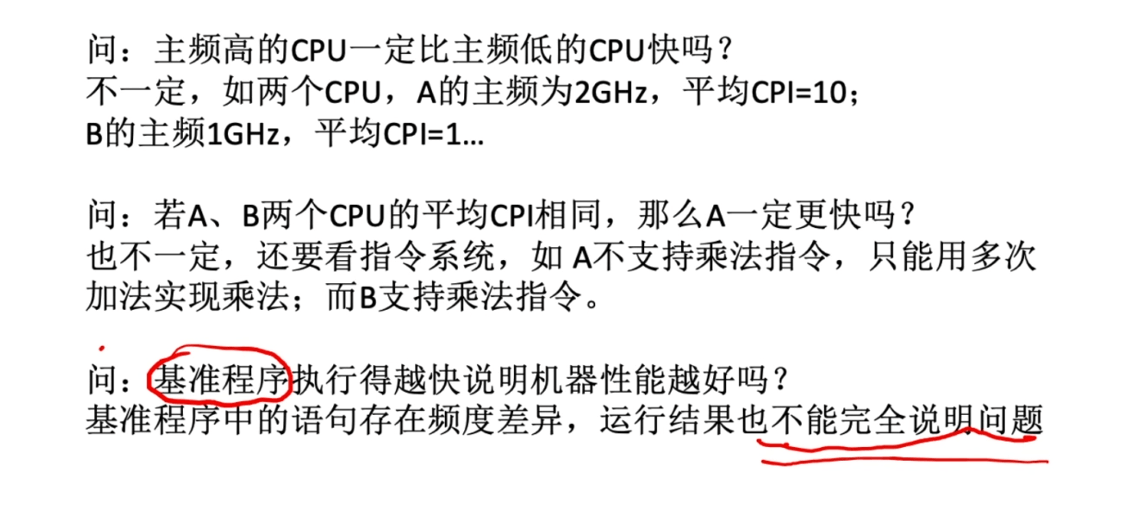 问：主频高的CPU一定比主频低的CPU快吗？
不一定，如两个CPU，A的主频为2GHz，平均CPI=10；
B的主频1GHz，平均CPI=1…
问：若A、B两个CPU的平均CPI相同，那么A一定更快吗？
也不一定，还要看指令系统，如 A不支持乘法指令，只能用多次
加法实现乘法；而B支持乘法指令。
问：基准程序执行得越快说明机器性能越好吗？
基准程序中的语句存在频度差异，运行结果也不能完全说明问题